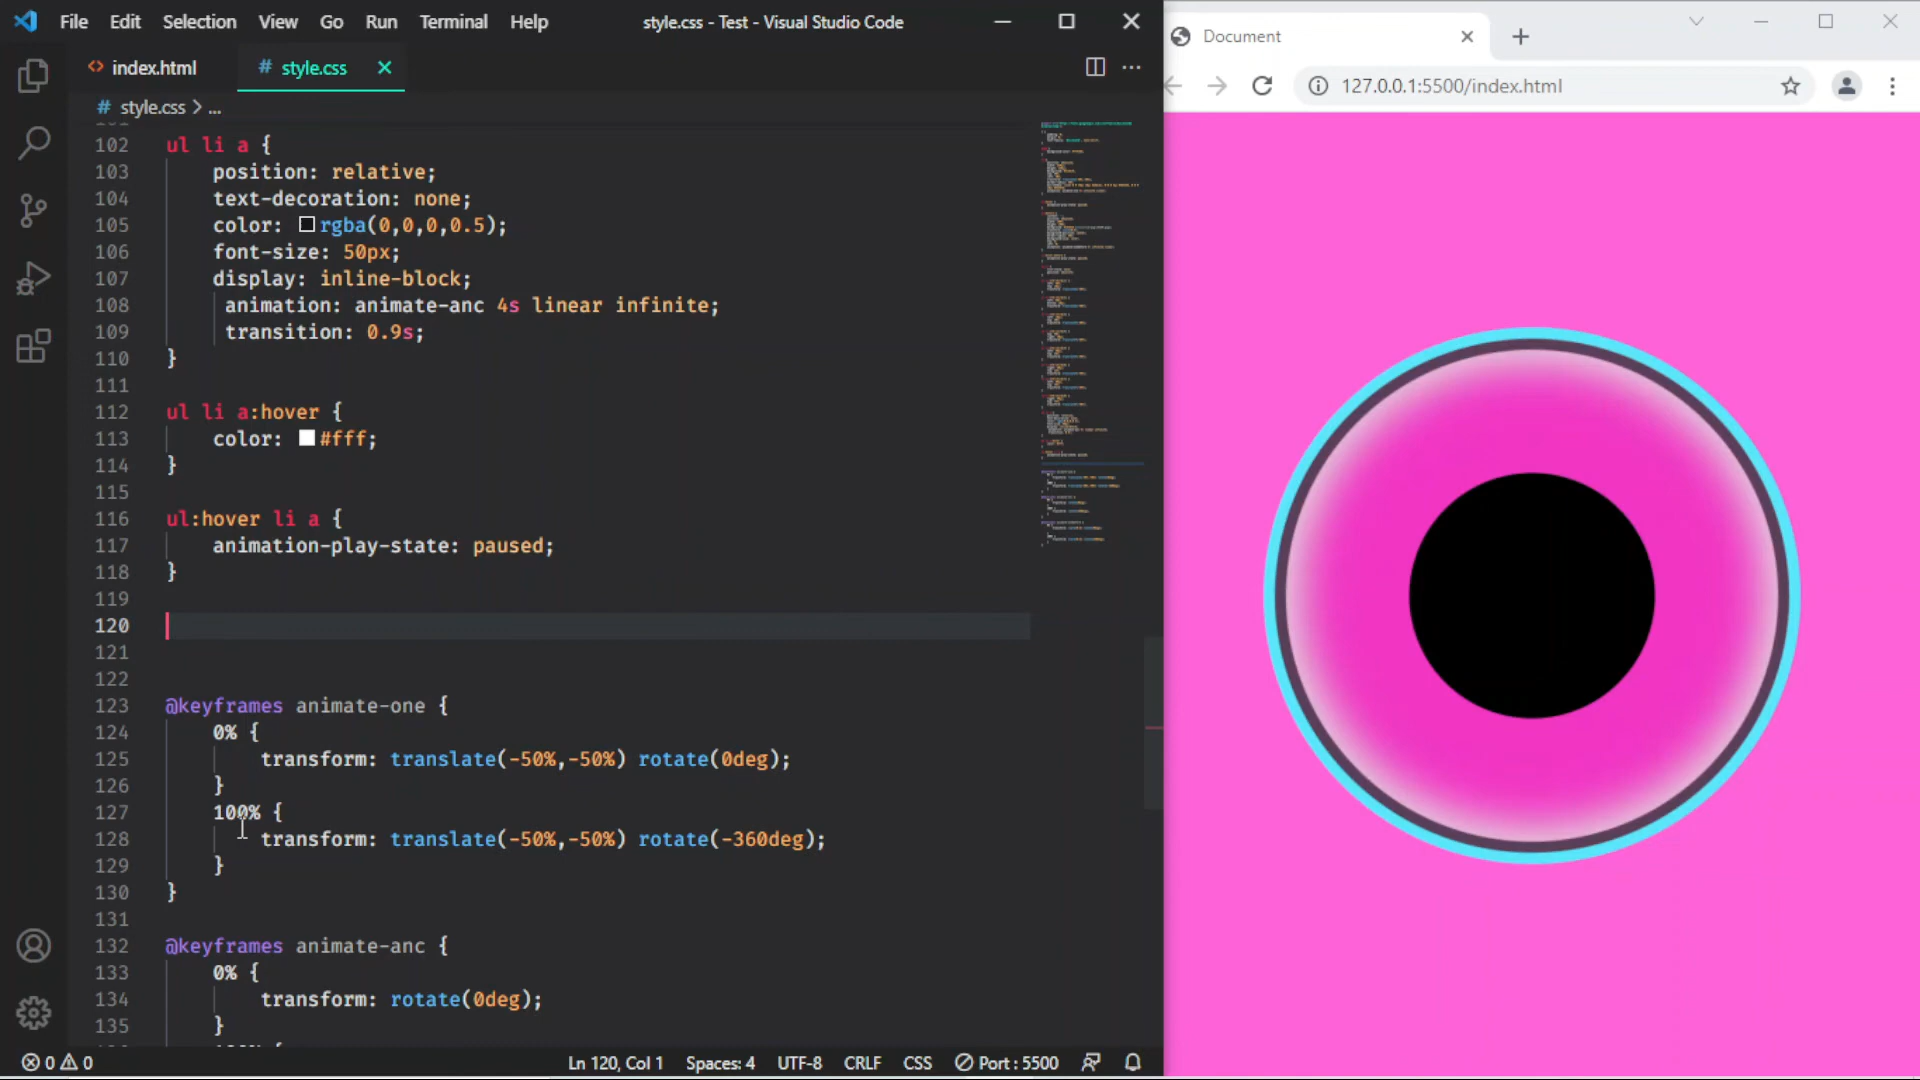 File Edit Selection View Go Run Terminal Help style.css - Test - Visual Studio Code
<> index.html # style.css
# style.css > ...
102 ul li a {
103 position: relative;
104 text-decoration: none;
105 color: rgba(0,0,0,0.5);
106 font-size: 50px;
107 display: inline-block;
108 animation: animate-anc 4s linear infinite;
109 transition: 0.9s;
110 }
111
112 ul li a:hover {
113 color: #fff;
114 }
115
116 ul:hover li a {
117 animation-play-state: paused;
118 }
119
120
121
122
123 @keyframes animate-one {
124 0% {
125 transform: translate(-50%,-50%) rotate(0deg);
126 }
127 100% {
128 transform: translate(-50%,-50%) rotate(-360deg);
129 }
130 }
131
132 @keyframes animate-anc {
133 0% {
134 transform: rotate(0deg);
135 }
0 0 Ln 120, Col 1 Spaces: 4 UTF-8 CRLF CSS Port : 5500
Document
127.0.0.1:5500/index.html